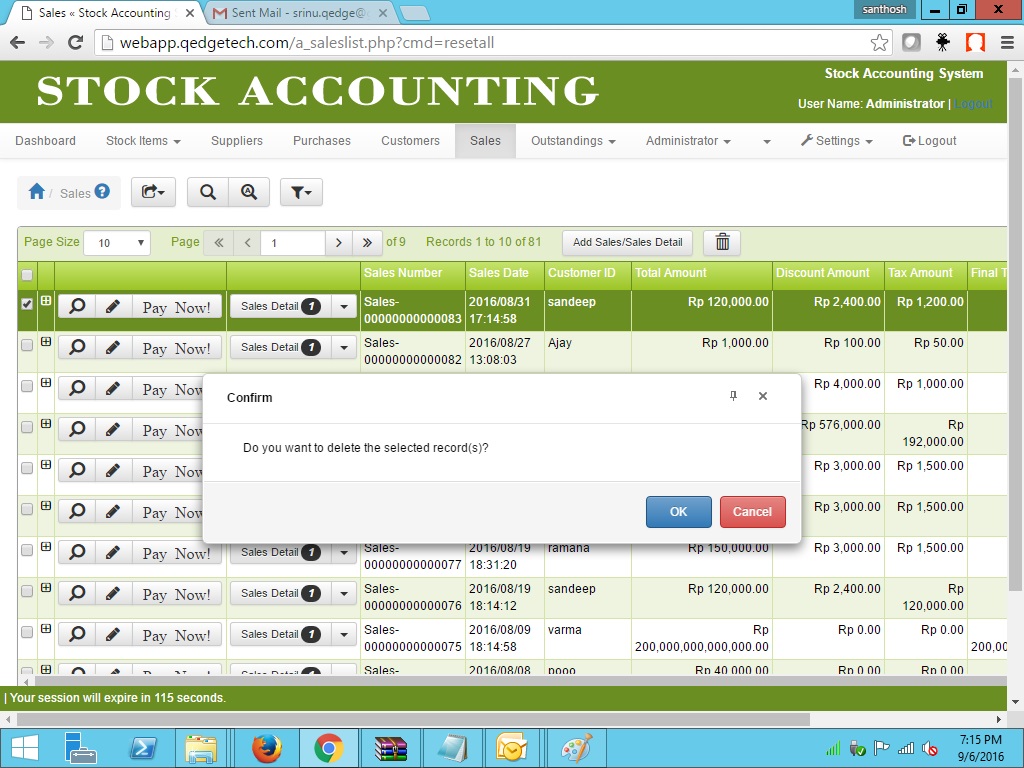 Sales « Stock Accounting
Sent Mail - srinu.qedge@
santhosh
webapp.qedgetech.com/a_saleslist.php?cmd=resetall
STOCK ACCOUNTING
Stock Accounting System
User Name: Administrator | Logout
Dashboard Stock Items Suppliers Purchases Customers Sales Outstandings Administrator Settings Logout
/ Sales ?
Page Size 10 Page 1 of 9 Records 1 to 10 of 81 Add Sales/Sales Detail
Sales Number Sales Date Customer ID Total Amount Discount Amount Tax Amount Final T
Pay Now! Sales Detail 1 Sales- 2016/08/31 sandeep Rp 120,000.00 Rp 2,400.00 Rp 1,200.00
00000000000083 17:14:58
Pay Now! Sales Detail 1 Sales- 2016/08/27 Ajay Rp 1,000.00 Rp 100.00 Rp 50.00
00000000000082 13:08:03
Pay Now Rp 4,000.00 Rp 1,000.00
Confirm
Pay Now Rp 576,000.00 Rp
192,000.00
Do you want to delete the selected record(s)?
Pay Now Rp 3,000.00 Rp 1,500.00
Pay Now Rp 3,000.00 Rp 1,500.00
OK Cancel
Pay Now! Sales Detail 1 Sales- 2016/08/19 ramana Rp 150,000.00 Rp 3,000.00 Rp 1,500.00
00000000000077 18:31:20
Pay Now! Sales Detail 1 Sales- 2016/08/19 sandeep Rp 120,000.00 Rp 2,400.00 Rp
00000000000076 18:14:12 120,000.00
Pay Now! Sales Detail 1 Sales- 2016/08/09 varma Rp Rp 0.00 Rp 0.00
00000000000075 18:14:58 200,000,000,000,000.00 200,00
Pay Now! Sales Detail 1 Sales- 2016/08/08 pooo Rp 40,000.00 Rp 0.00 Rp 0.00
| Your session will expire in 115 seconds.
7:15 PM
9/6/2016